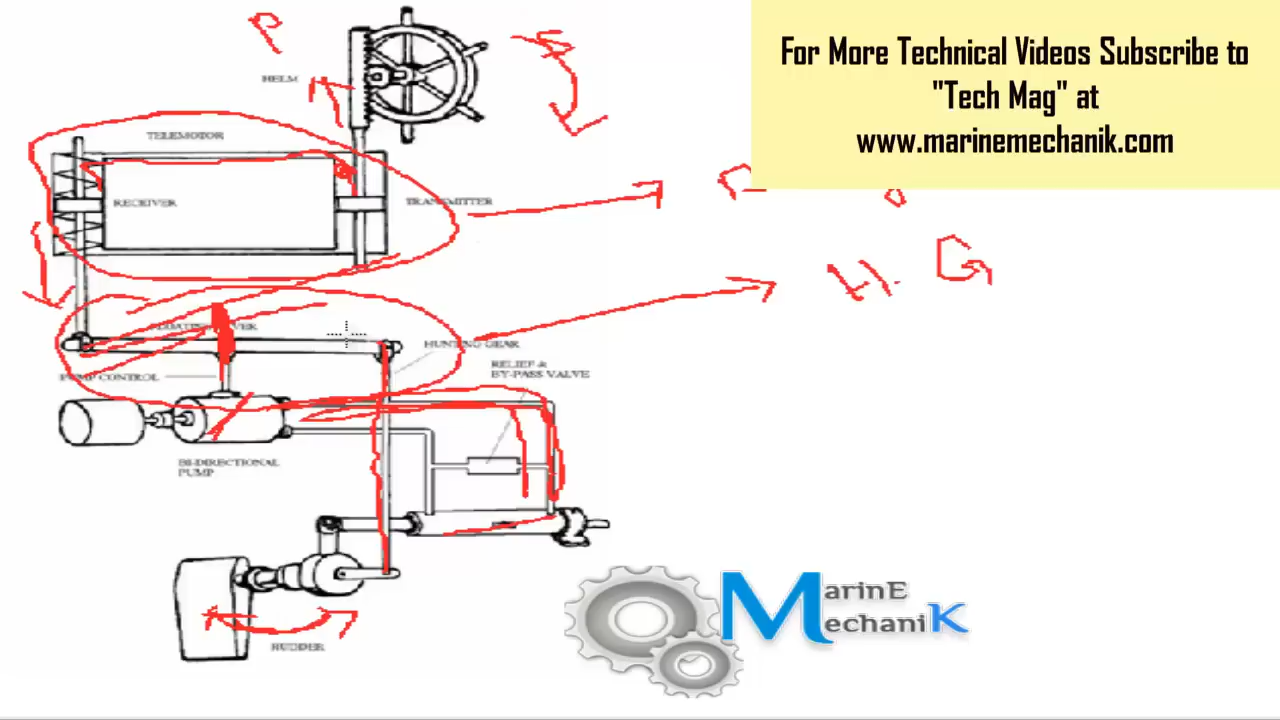 For More Technical Videos Subscribe to
"Tech Mag" at
www.marinemechanik.com
P
S
HELM
TELEMOTOR
RECEIVER
TRANSMITTER
H. G
HUNTING GEAR
RELIEF &
BY-PASS VALVE
PUMP CONTROL
BI-DIRECTIONAL
PUMP
RUDDER
MarinE
MechaniK